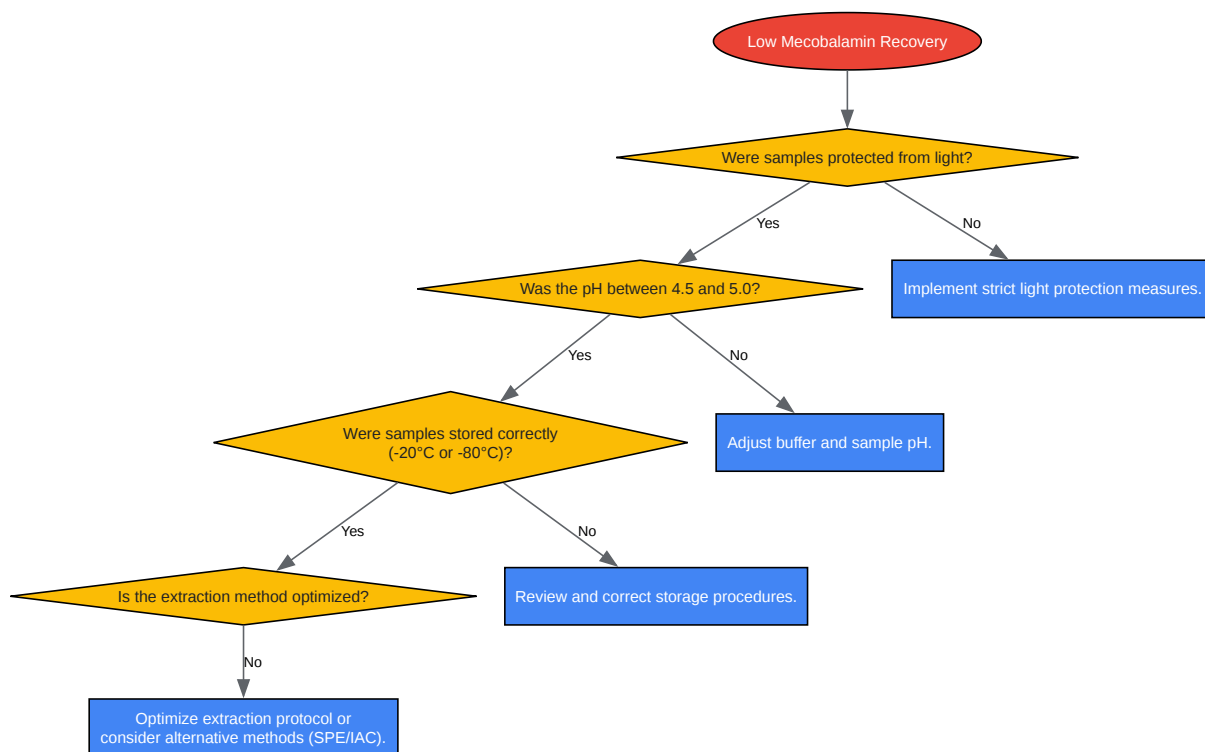 Low Mecobalamin Recovery
Were samples protected from light?
Yes
No
Was the pH between 4.5 and 5.0?
Implement strict light protection measures.
Yes
No
Were samples stored correctly
(-20°C or -80°C)?
Adjust buffer and sample pH.
Yes
No
Is the extraction method optimized?
Review and correct storage procedures.
No
Optimize extraction protocol or
consider alternative methods (SPE/IAC).